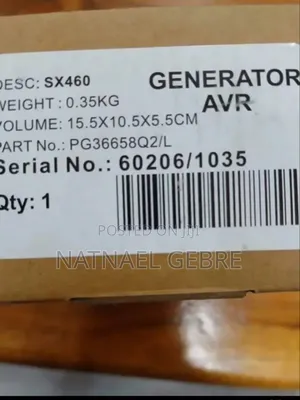 DESC: SX460
GENERATOR
AVR
WEIGHT : 0.35KG
VOLUME: 15.5X10.5X5.5CM
PART No.: PG36658Q2/L
Serial No.: 60206/1035
Qty: 1
POSTED ON Jiji
NATNAEL GEBRE